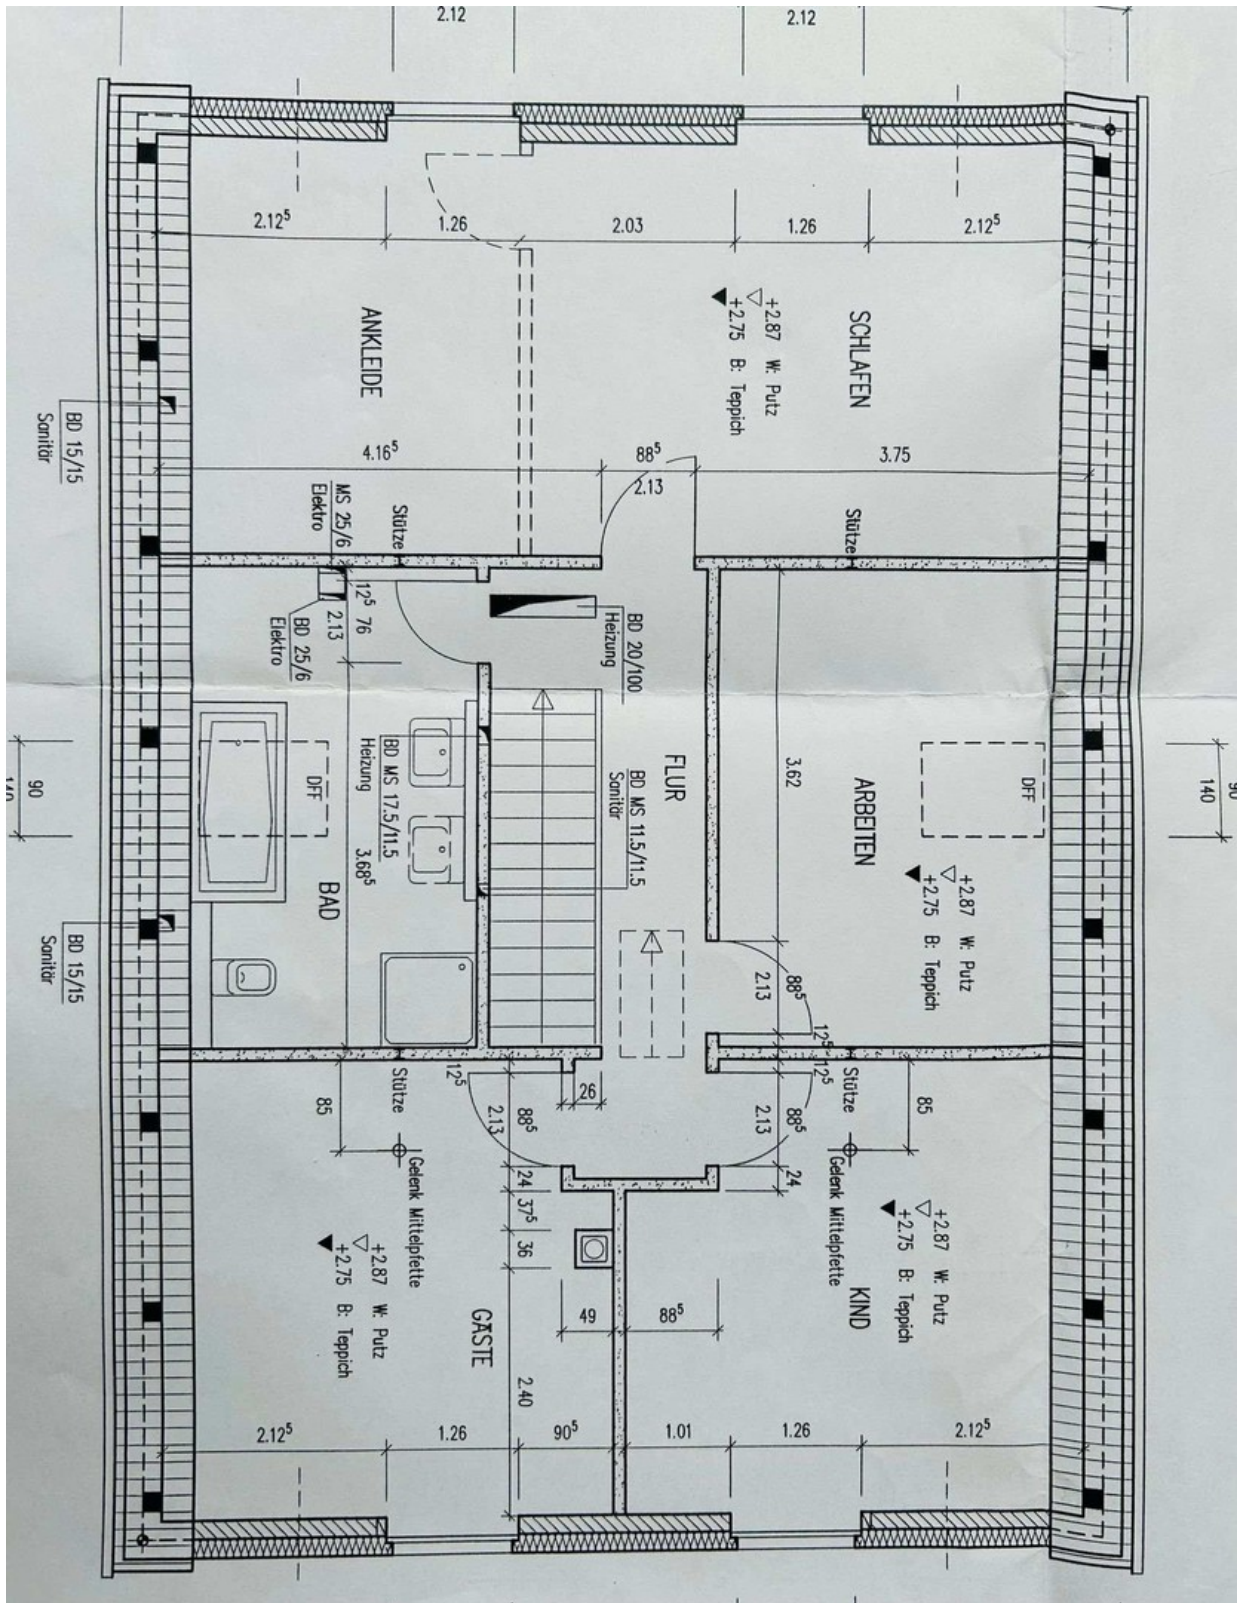 2.12
2.12
2.12⁵
1.26
2.03
1.26
2.12⁵
ANKLEIDE
SCHLAFEN
+2.87 W: Putz
+2.75 B: Teppich
BD 15/15
Sanitär
4.16⁵
88⁵
2.13
3.75
MS 25/6
Elektro
Stütze
Stütze
12⁵
76
2.13
BD 25/6
Elektro
BD 20/100
Heizung
FLUR
3.62
ARBEITEN
DFF
90
140
90
DFF
BD MS 17.5/11.5
Heizung
3.68⁵
BD MS 11.5/11.5
Sanitär
BAD
+2.87 W: Putz
+2.75 B: Teppich
BD 15/15
Sanitär
88⁵
2.13
12⁵
12⁵
12⁵
85
Stütze
88⁵
2.13
26
88⁵
2.13
Stütze
85
Gelenk Mittelpfette
24
24
Gelenk Mittelpfette
37⁵
36
+2.87 W: Putz
+2.75 B: Teppich
+2.87 W: Putz
+2.75 B: Teppich
GÄSTE
49
88⁵
KIND
2.40
2.12⁵
1.26
90⁵
1.01
1.26
2.12⁵